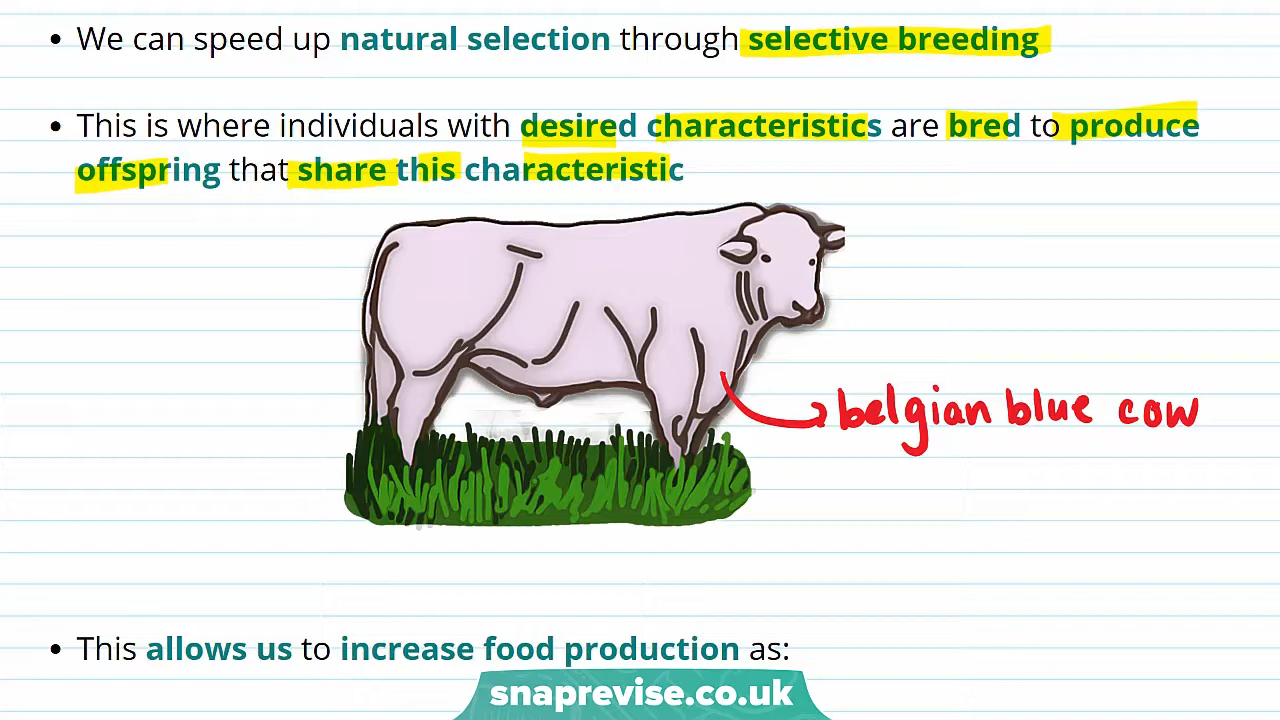 • We can speed up natural selection through selective breeding
• This is where individuals with desired characteristics are bred to produce
offspring that share this characteristic
belgian blue cow
• This allows us to increase food production as:
snaprevise.co.uk